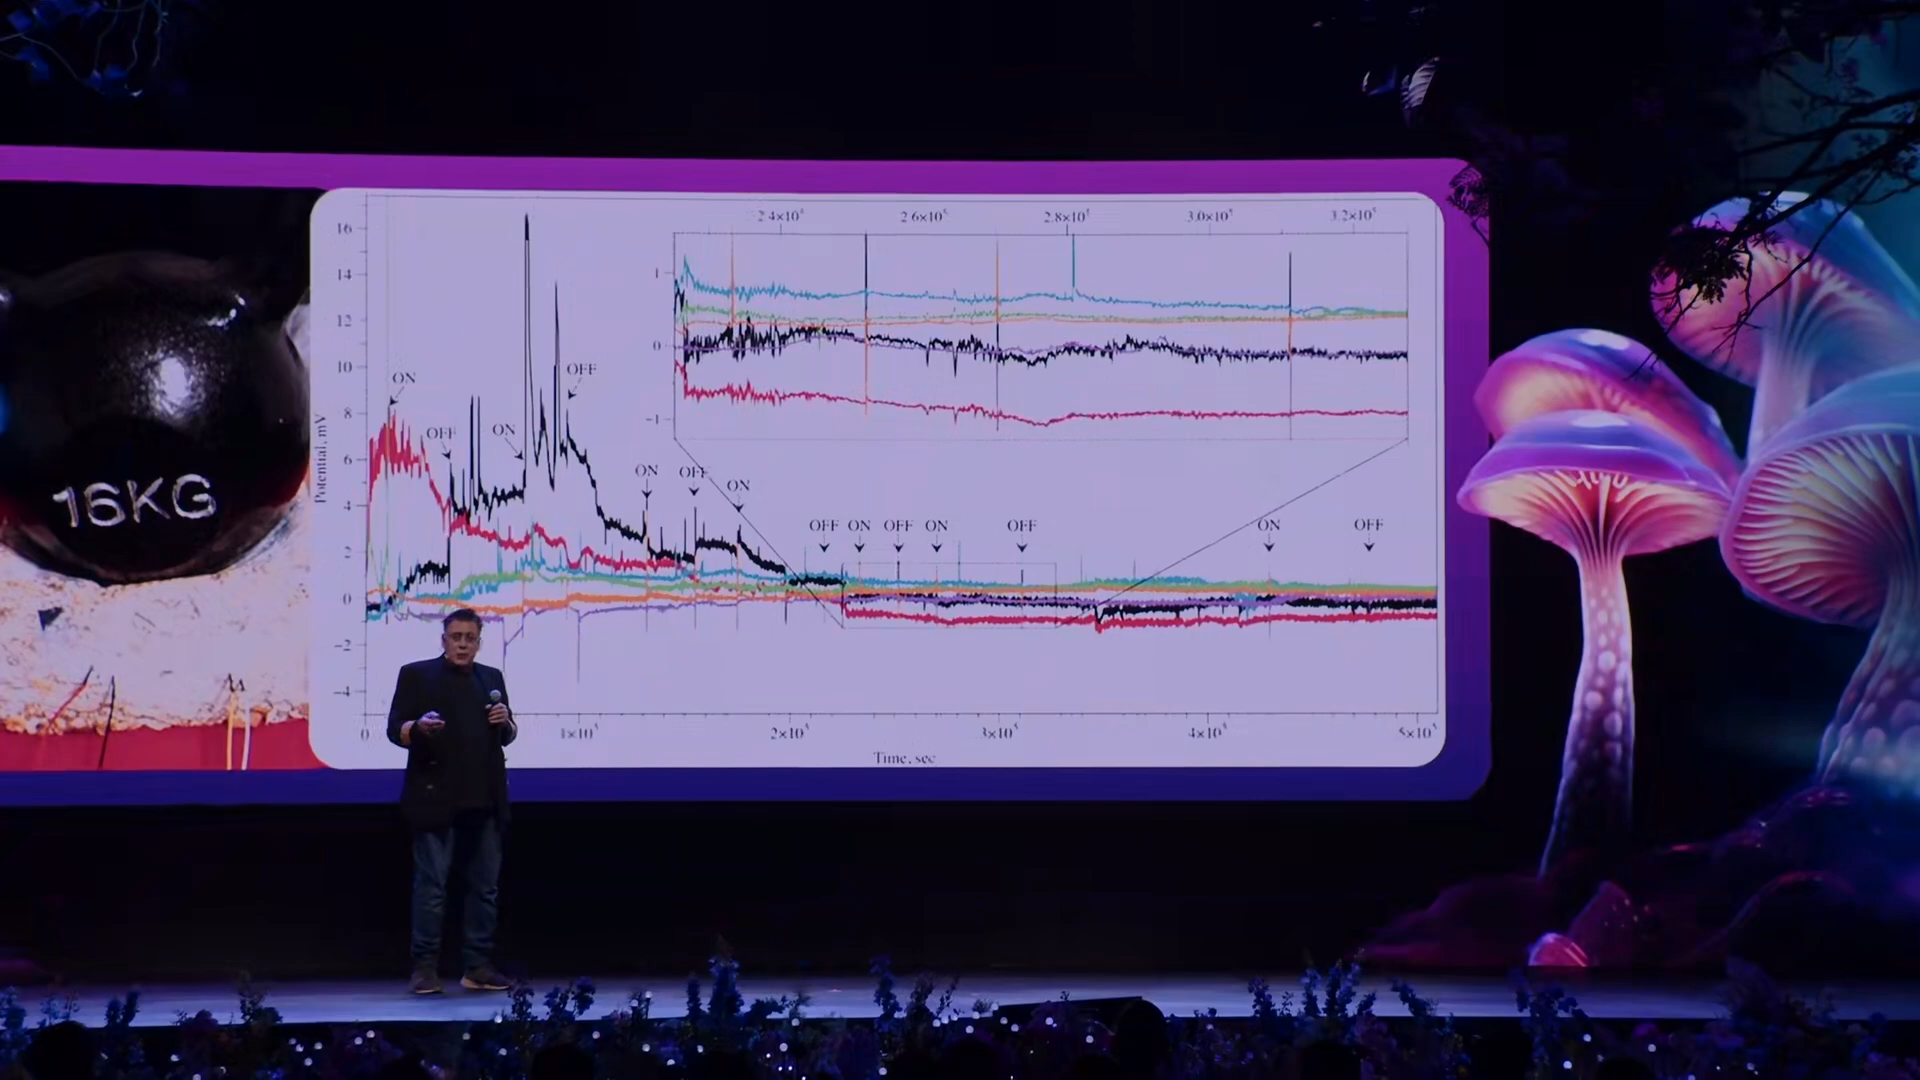 16KG
2.4×10⁵ 2.6×10⁵ 2.8×10⁵ 3.0×10⁵ 3.2×10⁵
16
14
12
10
8
6
4
2
0
−2
−4
1
0
−1
Potential, mV
ON
OFF
ON
OFF
ON
OFF
ON
OFF ON OFF ON OFF ON OFF
0 1×10⁵ 2×10⁵ 3×10⁵ 4×10⁵ 5×10⁵
Time, sec